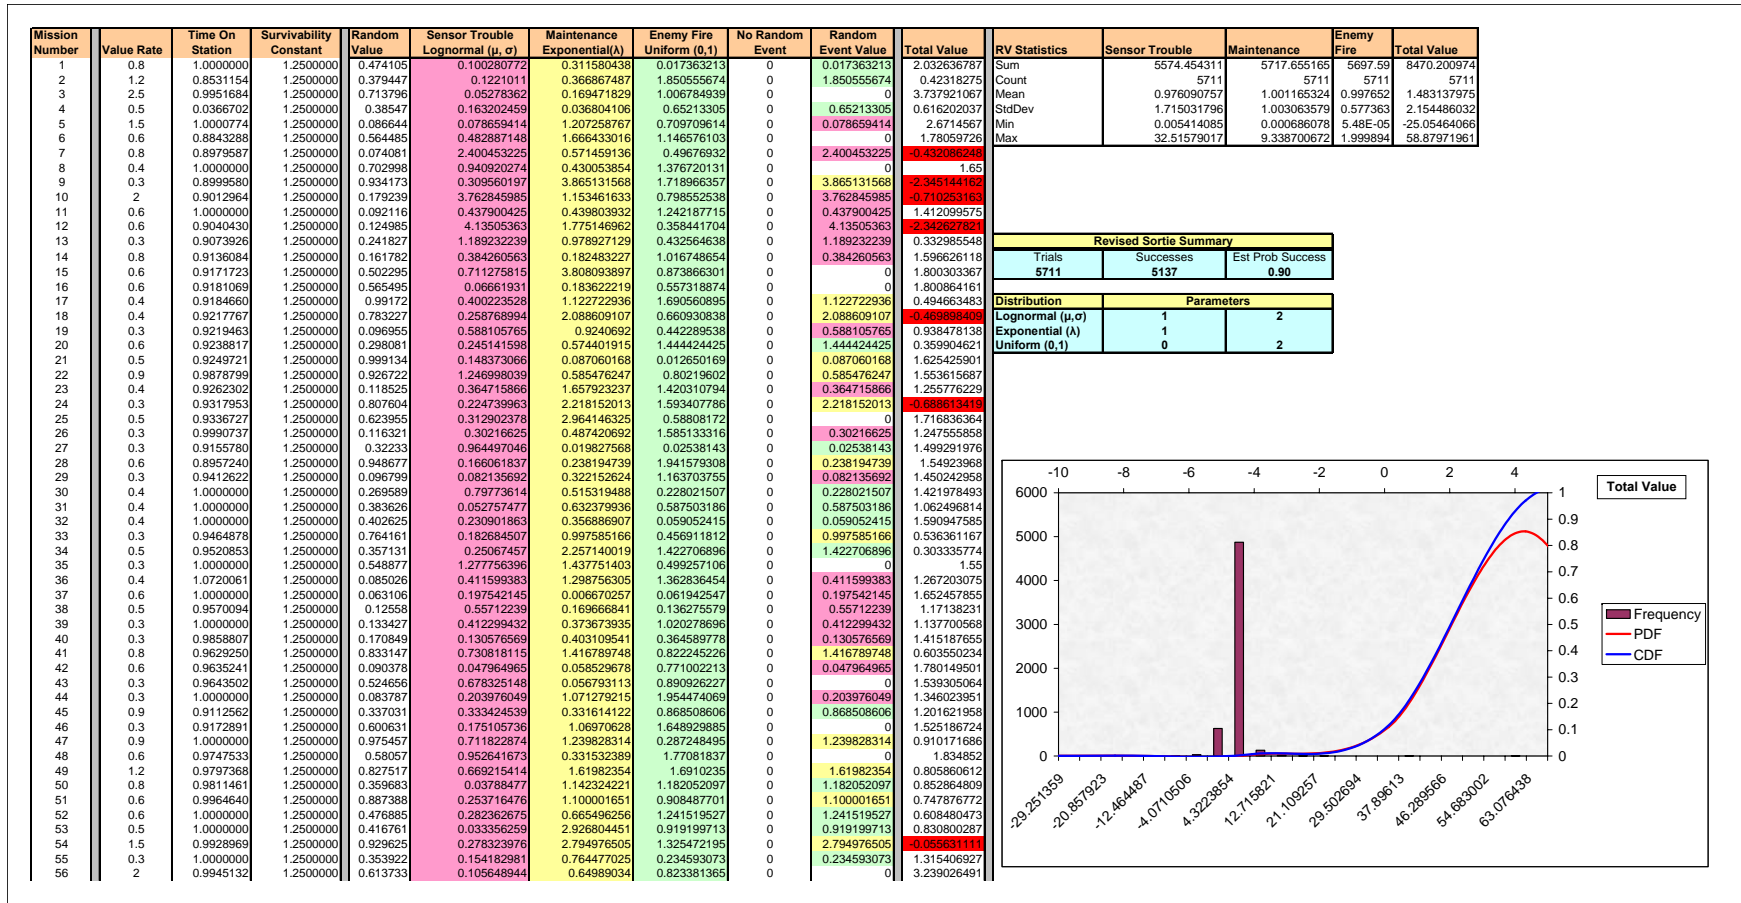 Mission Number Value Rate Time On Station Survivability Constant Random Value Sensor Trouble Lognormal (µ, σ) Maintenance Exponential(λ) Enemy Fire Uniform (0,1) No Random Event Random Event Value Total Value
1 0.8 1.0000000 1.2500000 0.474105 0.100280772 0.311580438 0.017363213 0 0.017363213 2.032636787
2 1.2 0.8531154 1.2500000 0.379447 0.1221011 0.366867487 1.850555674 0 1.850555674 0.42318275
3 2.5 0.9951684 1.2500000 0.713796 0.05278362 0.169471829 1.006784939 0 0 3.737921067
4 0.5 0.0366702 1.2500000 0.38547 0.163202459 0.036804106 0.65213305 0 0.65213305 0.616202037
5 1.5 1.0000774 1.2500000 0.086644 0.078659414 1.207258767 0.709709614 0 0.078659414 2.6714567
6 0.6 0.8843288 1.2500000 0.564485 0.482887148 1.666433016 1.146576103 0 0 1.78059726
7 0.8 0.8979587 1.2500000 0.074081 2.400453225 0.571459136 0.49676932 0 2.400453225 -0.432086248
8 0.4 1.0000000 1.2500000 0.702998 0.940920274 0.430053854 1.376720131 0 0 1.65
9 0.3 0.8999580 1.2500000 0.934173 0.309560197 3.865131568 1.718966357 0 3.865131568 -2.345144162
10 2 0.9012964 1.2500000 0.179239 3.762845985 1.153461633 0.798552538 0 3.762845985 -0.710253163
11 0.6 1.0000000 1.2500000 0.092116 0.437900425 0.439803932 1.242187715 0 0.437900425 1.412099575
12 0.6 0.9040430 1.2500000 0.124985 4.13505363 1.775146962 0.358441704 0 4.13505363 -2.342627821
13 0.3 0.9073926 1.2500000 0.241827 1.189232239 0.978927129 0.432564638 0 1.189232239 0.332985548
14 0.8 0.9136084 1.2500000 0.161782 0.384260563 0.182483227 1.016748654 0 0.384260563 1.596626118
15 0.6 0.9171723 1.2500000 0.502295 0.711275815 3.808093897 0.873866301 0 0 1.800303367
16 0.6 0.9181069 1.2500000 0.565495 0.06661931 0.183622219 0.557318874 0 0 1.800864161
17 0.4 0.9184660 1.2500000 0.99172 0.400223528 1.122722936 1.690560895 0 1.122722936 0.494663483
18 0.4 0.9217767 1.2500000 0.783227 0.258768994 2.088609107 0.660930838 0 2.088609107 -0.469898409
19 0.3 0.9219463 1.2500000 0.096955 0.588105765 0.9240692 0.442289538 0 0.588105765 0.938478138
20 0.6 0.9238817 1.2500000 0.298081 0.245141598 0.574401915 1.444424425 0 1.444424425 0.359904621
21 0.5 0.9249721 1.2500000 0.999134 0.148373066 0.087060168 0.012650169 0 0.087060168 1.625425901
22 0.9 0.9878799 1.2500000 0.926722 1.246998039 0.585476247 0.80219602 0 0.585476247 1.553615687
23 0.4 0.9262302 1.2500000 0.118525 0.364715866 1.657923237 1.420310794 0 0.364715866 1.255776229
24 0.3 0.9317953 1.2500000 0.807604 0.224739963 2.218152013 1.593407786 0 2.218152013 -0.688613419
25 0.5 0.9336727 1.2500000 0.623955 0.312902378 2.964146325 0.58808172 0 0 1.716836364
26 0.3 0.9990737 1.2500000 0.116321 0.30216625 0.487420692 1.585133316 0 0.30216625 1.247555858
27 0.3 0.9155780 1.2500000 0.32233 0.964497046 0.019827568 0.02538143 0 0.02538143 1.499291976
28 0.6 0.8957240 1.2500000 0.948677 0.166061837 0.238194739 1.941579308 0 0.238194739 1.54923968
29 0.3 0.9412622 1.2500000 0.096799 0.082135692 0.322152624 1.163703755 0 0.082135692 1.450242958
30 0.4 1.0000000 1.2500000 0.269589 0.79773614 0.515319488 0.228021507 0 0.228021507 1.421978493
31 0.4 1.0000000 1.2500000 0.383626 0.052757477 0.632379936 0.587503186 0 0.587503186 1.062496814
32 0.4 1.0000000 1.2500000 0.402625 0.230901863 0.356886907 0.059052415 0 0.059052415 1.590947585
33 0.3 0.9464878 1.2500000 0.764161 0.182684507 0.997585166 0.456911812 0 0.997585166 0.536361167
34 0.5 0.9520853 1.2500000 0.357131 0.25067457 2.257140019 1.422706896 0 1.422706896 0.303335774
35 0.3 1.0000000 1.2500000 0.548877 1.277756396 1.437751403 0.499257106 0 0 1.55
36 0.4 1.0720061 1.2500000 0.085026 0.411599383 1.298756305 1.362836454 0 0.411599383 1.267203075
37 0.6 1.0000000 1.2500000 0.063106 0.197542145 0.006670257 0.061942547 0 0.197542145 1.652457855
38 0.5 0.9570094 1.2500000 0.12558 0.55712239 0.169666841 0.136275579 0 0.55712239 1.17138231
39 0.3 1.0000000 1.2500000 0.133427 0.412299432 0.373673935 1.020278696 0 0.412299432 1.137700568
40 0.3 0.9858807 1.2500000 0.170849 0.130576569 0.403109541 0.364589778 0 0.130576569 1.415187655
41 0.8 0.9629250 1.2500000 0.833147 0.730818115 1.416789748 0.822245226 0 1.416789748 0.603550234
42 0.6 0.9635241 1.2500000 0.090378 0.047964965 0.058529678 0.771002213 0 0.047964965 1.780149501
43 0.3 0.9643502 1.2500000 0.524656 0.678325148 0.056793113 0.890926227 0 0 1.539305064
44 0.3 1.0000000 1.2500000 0.083787 0.203976049 1.071279215 1.954474069 0 0.203976049 1.346023951
45 0.9 0.9112562 1.2500000 0.337031 0.333424539 0.331614122 0.868508606 0 0.868508606 1.201621958
46 0.3 0.9172891 1.2500000 0.600631 0.175105736 1.06970628 1.648929885 0 0 1.525186724
47 0.9 1.0000000 1.2500000 0.975457 0.711822874 1.239828314 0.287248495 0 1.239828314 0.910171686
48 0.6 0.9747533 1.2500000 0.58057 0.952641673 0.331532389 1.77081837 0 0 1.834852
49 1.2 0.9797368 1.2500000 0.827517 0.669215414 1.61982354 1.6910235 0 1.61982354 0.805860612
50 0.8 0.9811461 1.2500000 0.359683 0.03788477 1.142324221 1.182052097 0 1.182052097 0.852864809
51 0.6 0.9964640 1.2500000 0.887388 0.253716476 1.100001651 0.908487701 0 1.100001651 0.747876772
52 0.6 1.0000000 1.2500000 0.476885 0.282362675 0.665496256 1.241519527 0 1.241519527 0.608480473
53 0.5 1.0000000 1.2500000 0.416761 0.033356259 2.926804451 0.919199713 0 0.919199713 0.830800287
54 1.5 0.9928969 1.2500000 0.929625 0.278323976 2.794976505 1.325472195 0 2.794976505 -0.055631111
55 0.3 1.0000000 1.2500000 0.353922 0.154182981 0.764477025 0.234593073 0 0.234593073 1.315406927
56 2 0.9945132 1.2500000 0.613733 0.105648944 0.64989034 0.823381365 0 0 3.239026491
RV Statistics Sensor Trouble Maintenance Enemy Fire Total Value
Sum 5574.454311 5717.655165 5697.59 8470.200974
Count 5711 5711 5711 5711
Mean 0.976090757 1.001165324 0.997652 1.483137975
StdDev 1.715031796 1.003063579 0.577363 2.154486032
Min 0.005414085 0.000686078 5.48E-05 -25.05464066
Max 32.51579017 9.338700672 1.999894 58.87971961
Revised Sortie Summary
Trials Successes Est Prob Success
5711 5137 0.90
Distribution Parameters
Lognormal (µ,σ) 1 2
Exponential (λ) 1
Uniform (0,1) 0 2
-10 -8 -6 -4 -2 0 2 4
Total Value
6000 1
0.9
5000
0.8
4000 0.7
0.6
3000 0.5
0.4
2000 0.3
1000 0.2
0.1
0 0
Frequency
PDF
CDF
-29.251359 -20.857923 -12.464487 -4.0710506 4.3223854 12.715821 21.109257 29.502694 37.89613 46.289566 54.683002 63.076438